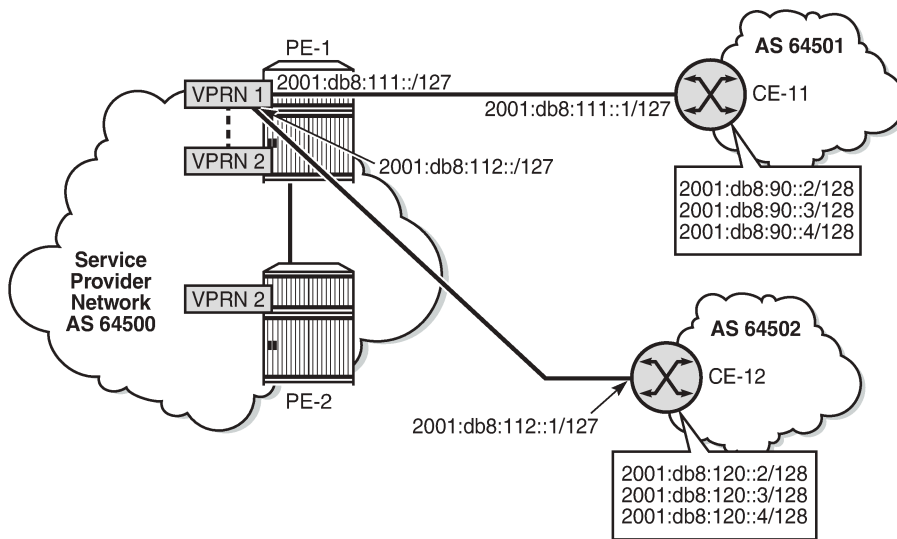 PE-1
AS 64501
VPRN 1
2001:db8:111::/127
2001:db8:111::1/127
CE-11
VPRN 2
2001:db8:112::/127
2001:db8:90::2/128
2001:db8:90::3/128
2001:db8:90::4/128
Service
Provider
Network
AS 64500
VPRN 2
PE-2
AS 64502
CE-12
2001:db8:112::1/127
2001:db8:120::2/128
2001:db8:120::3/128
2001:db8:120::4/128